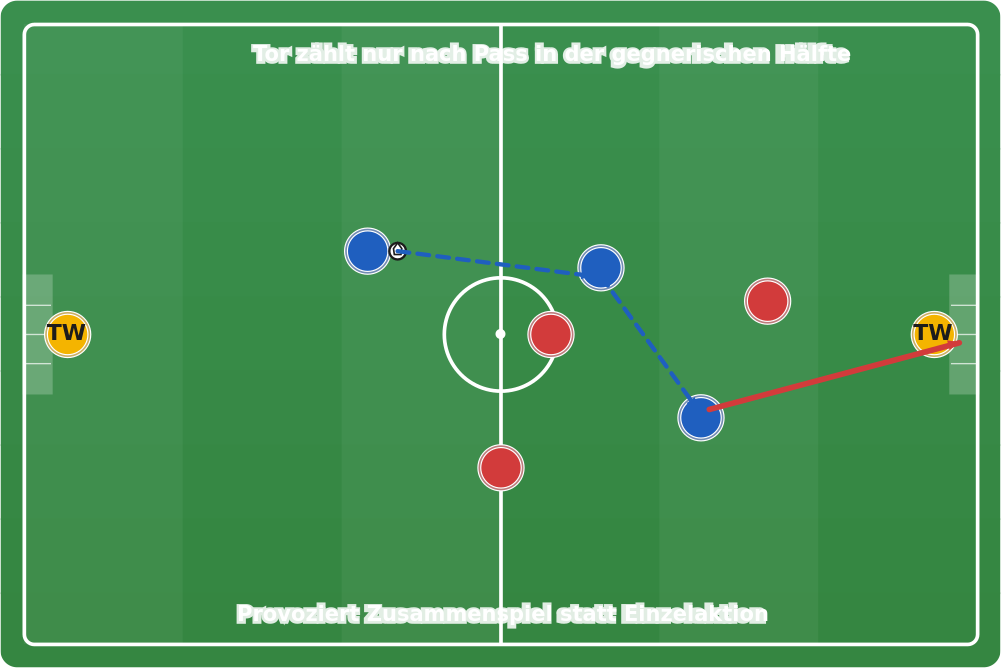 Tor zählt nur nach Pass in der gegnerischen Hälfte
TW
TW
Provoziert Zusammenspiel statt Einzelaktion